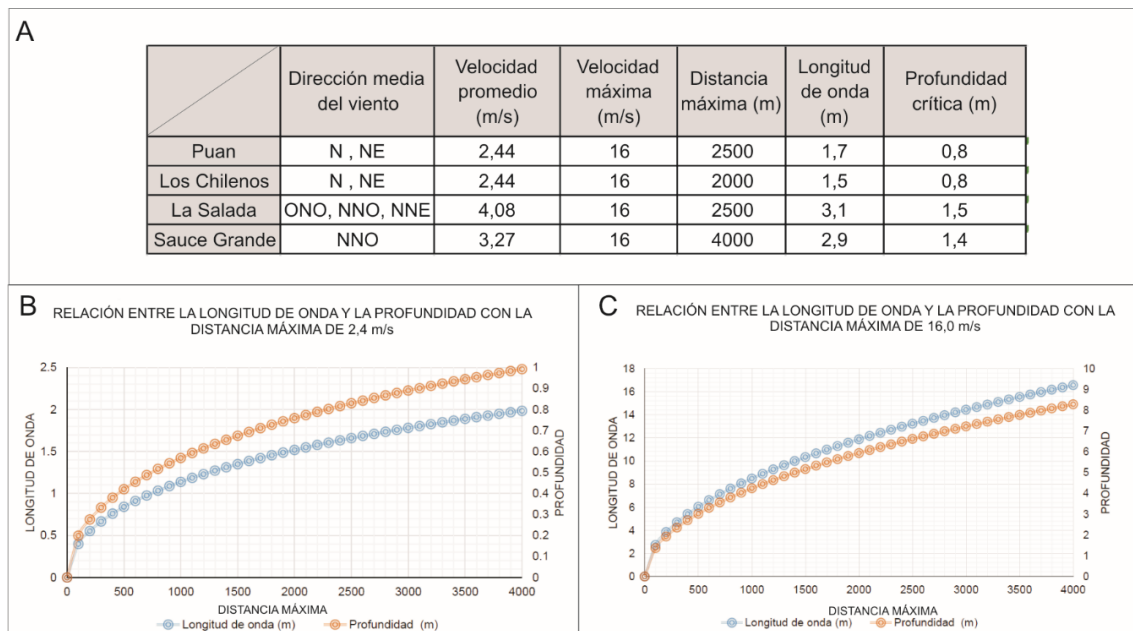 A
Dirección media del viento
Velocidad promedio (m/s)
Velocidad máxima (m/s)
Distancia máxima (m)
Longitud de onda (m)
Profundidad crítica (m)
Puan N , NE 2,44 16 2500 1,7 0,8
Los Chilenos N , NE 2,44 16 2000 1,5 0,8
La Salada ONO, NNO, NNE 4,08 16 2500 3,1 1,5
Sauce Grande NNO 3,27 16 4000 2,9 1,4
B
RELACIÓN ENTRE LA LONGITUD DE ONDA Y LA PROFUNDIDAD CON LA
DISTANCIA MÁXIMA DE 2,4 m/s
LONGITUD DE ONDA
2.5
2
1.5
1
0.5
0
1
0.9
0.8
0.7
0.6
0.5
0.4
0.3
0.2
0.1
0
PROFUNDIDAD
0 500 1000 1500 2000 2500 3000 3500 4000
DISTANCIA MÁXIMA
Longitud de onda (m) Profundidad (m)
C
RELACIÓN ENTRE LA LONGITUD DE ONDA Y LA PROFUNDIDAD CON LA
DISTANCIA MÁXIMA DE 16,0 m/s
LONGITUD DE ONDA
18
16
14
12
10
8
6
4
2
0
10
9
8
7
6
5
4
3
2
1
0
PROFUNDIDAD
0 500 1000 1500 2000 2500 3000 3500 4000
DISTANCIA MÁXIMA
Longitud de onda (m) Profundidad (m)